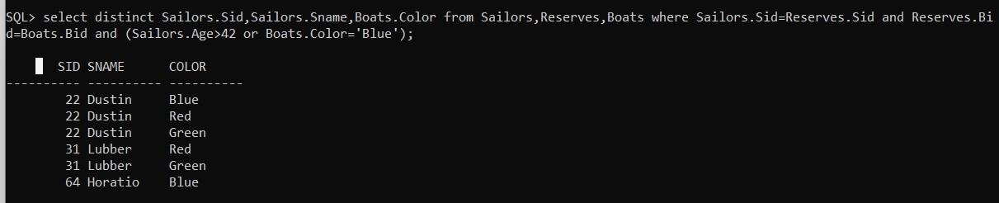 SQL> select distinct Sailors.Sid,Sailors.Sname,Boats.Color from Sailors,Reserves,Boats where Sailors.Sid=Reserves.Sid and Reserves.Bi
d=Boats.Bid and (Sailors.Age>42 or Boats.Color='Blue');
SID SNAME      COLOR
---------- ---------- ----------
22 Dustin     Blue
22 Dustin     Red
22 Dustin     Green
31 Lubber     Red
31 Lubber     Green
64 Horatio    Blue